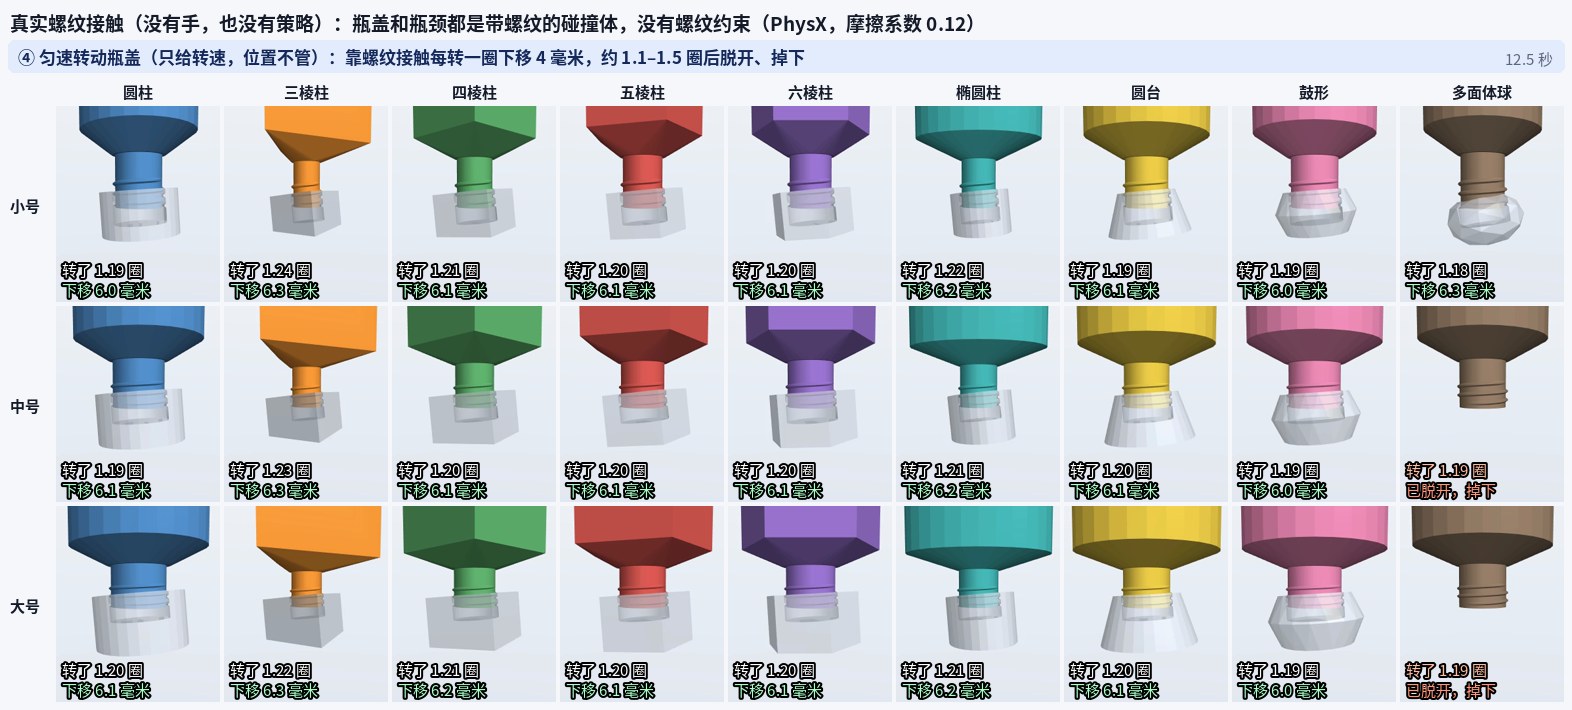 真实螺纹接触（没有手，也没有策略）：瓶盖和瓶颈都是带螺纹的碰撞体，没有螺纹约束（PhysX，摩擦系数 0.12）
④ 匀速转动瓶盖（只给转速，位置不管）：靠螺纹接触每转一圈下移 4 毫米，约 1.1–1.5 圈后脱开、掉下
12.5 秒
圆柱 三棱柱 四棱柱 五棱柱 六棱柱 椭圆柱 圆台 鼓形 多面体球
小号
转了 1.19 圈 转了 1.24 圈 转了 1.21 圈 转了 1.20 圈 转了 1.20 圈 转了 1.22 圈 转了 1.19 圈 转了 1.19 圈 转了 1.18 圈
下移 6.0 毫米 下移 6.3 毫米 下移 6.1 毫米 下移 6.1 毫米 下移 6.1 毫米 下移 6.2 毫米 下移 6.1 毫米 下移 6.0 毫米 下移 6.3 毫米
中号
转了 1.19 圈 转了 1.23 圈 转了 1.20 圈 转了 1.20 圈 转了 1.20 圈 转了 1.21 圈 转了 1.20 圈 转了 1.19 圈 转了 1.19 圈
下移 6.1 毫米 下移 6.3 毫米 下移 6.1 毫米 下移 6.1 毫米 下移 6.1 毫米 下移 6.2 毫米 下移 6.1 毫米 下移 6.0 毫米 已脱开，掉下
大号
转了 1.20 圈 转了 1.22 圈 转了 1.21 圈 转了 1.20 圈 转了 1.20 圈 转了 1.21 圈 转了 1.20 圈 转了 1.19 圈 转了 1.19 圈
下移 6.1 毫米 下移 6.3 毫米 下移 6.2 毫米 下移 6.1 毫米 下移 6.1 毫米 下移 6.2 毫米 下移 6.1 毫米 下移 6.0 毫米 已脱开，掉下